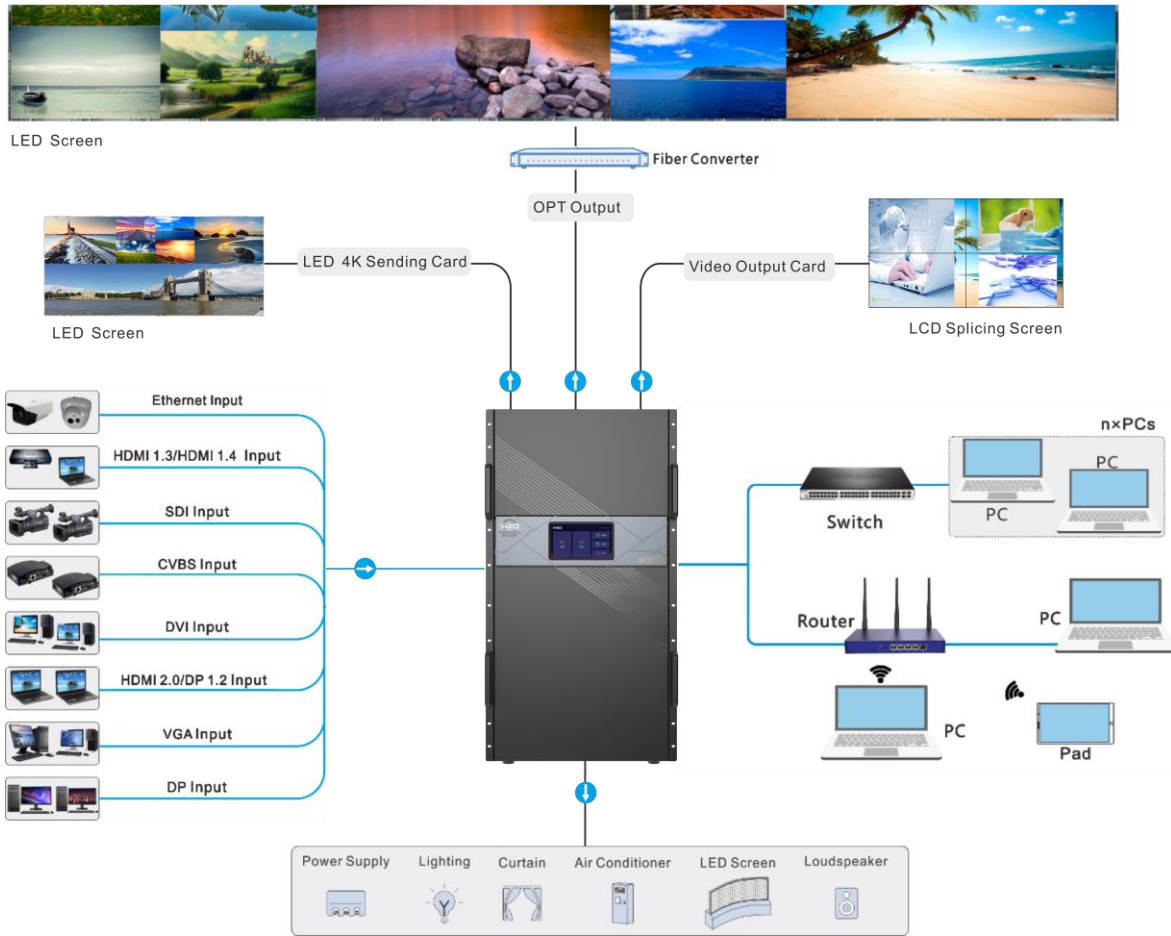 LED Screen
Fiber Converter
OPT Output
LED 4K Sending Card
Video Output Card
LED Screen
LCD Splicing Screen
Ethernet Input
HDMI 1.3/HDMI 1.4 Input
SDI Input
CVBS Input
DVI Input
HDMI 2.0/DP 1.2 Input
VGA Input
DP Input
n×PCs
PC
PC
Switch
Router
PC
PC
Pad
Power Supply
Lighting
Curtain
Air Conditioner
LED Screen
Loudspeaker